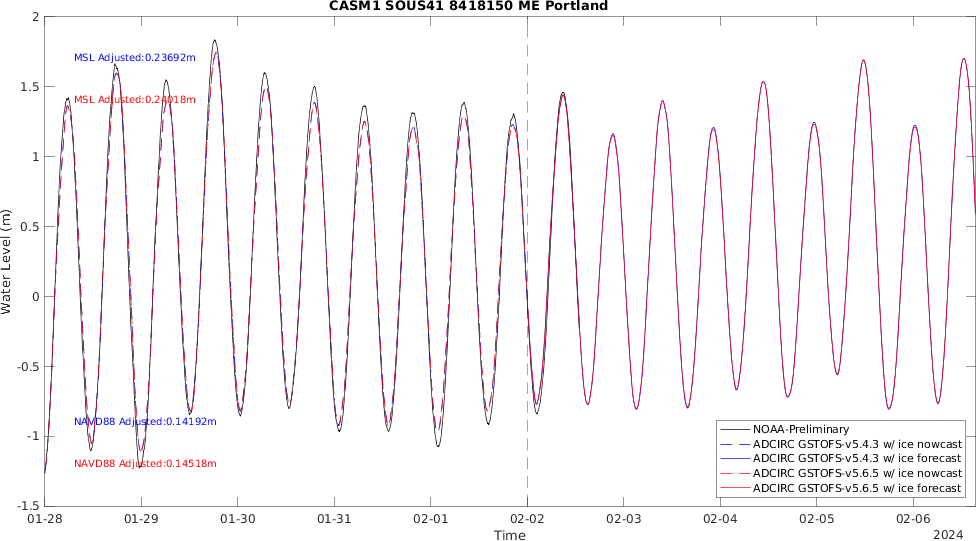 CASM1 SOUS41 8418150 ME Portland
2
MSL Adjusted:0.23692m
1.5
MSL Adjusted:0.24018m
1
0.5
Water Level (m)
0
-0.5
NAVD88 Adjusted:0.14192m
-1
NAVD88 Adjusted:0.14518m
-1.5
NOAA-Preliminary
ADCIRC GSTOFS-v5.4.3 w/ ice nowcast
ADCIRC GSTOFS-v5.4.3 w/ ice forecast
ADCIRC GSTOFS-v5.6.5 w/ ice nowcast
ADCIRC GSTOFS-v5.6.5 w/ ice forecast
01-28 01-29 01-30 01-31 02-01 02-02 02-03 02-04 02-05 02-06
Time
2024